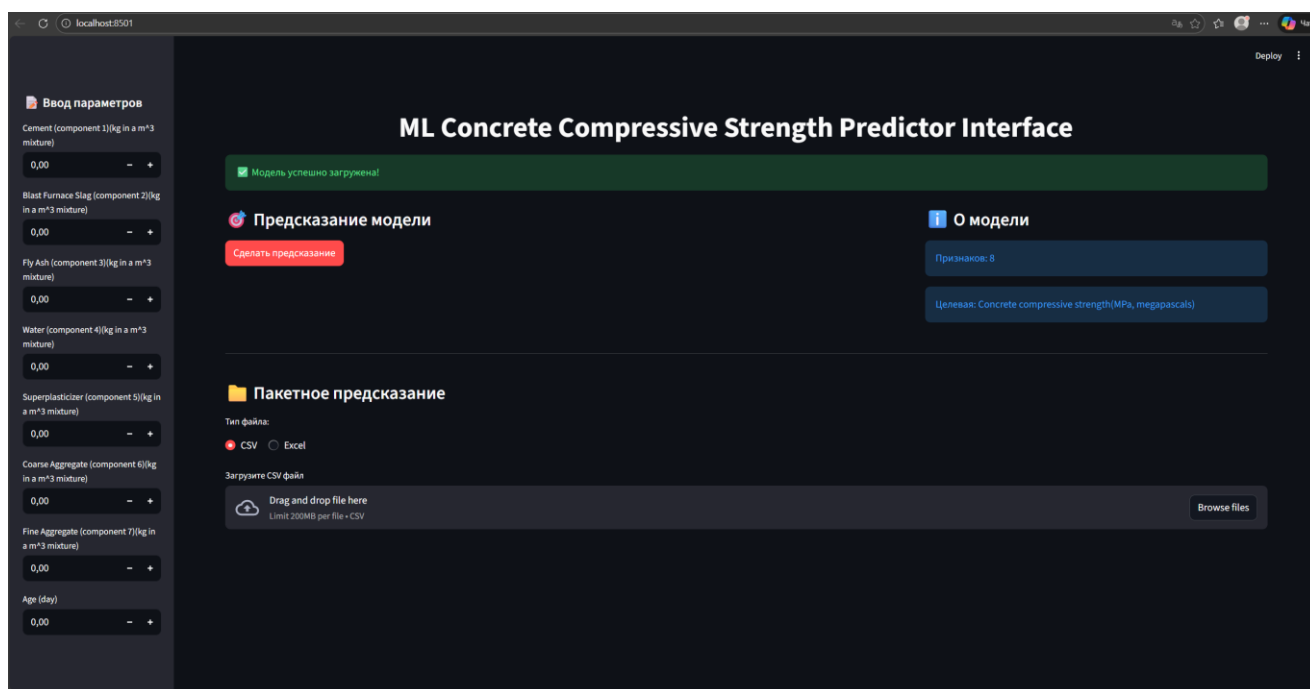 localhost:8501
Deploy
Ввод параметров
Cement (component 1)(kg in a m^3
mixture)
0,00
Blast Furnace Slag (component 2)(kg
in a m^3 mixture)
0,00
Fly Ash (component 3)(kg in a m^3
mixture)
0,00
Water (component 4)(kg in a m^3
mixture)
0,00
Superplasticizer (component 5)(kg in
a m^3 mixture)
0,00
Coarse Aggregate (component 6)(kg
in a m^3 mixture)
0,00
Fine Aggregate (component 7)(kg in
a m^3 mixture)
0,00
Age (day)
0,00
ML Concrete Compressive Strength Predictor Interface
Модель успешно загружена!
Предсказание модели
Сделать предсказание
О модели
Признаков: 8
Целевая: Concrete compressive strength(MPa, megapascals)
Пакетное предсказание
Тип файла:
CSV Excel
Загрузите CSV файл
Drag and drop file here
Limit 200MB per file • CSV
Browse files